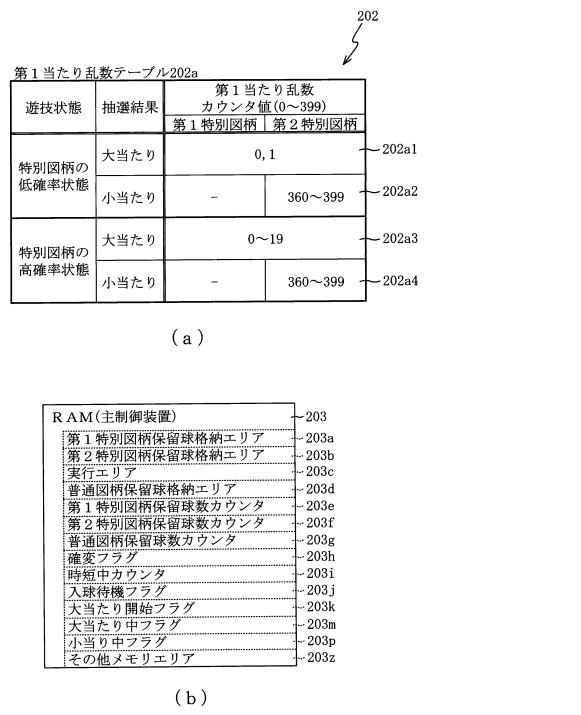 202
第1当たり乱数テーブル202a
遊技状態
抽選結果
第1当たり乱数
カウンタ値(0～399)
第1特別図柄
第2特別図柄
特別図柄の
低確率状態
大当たり
0,1
202a1
小当たり
－
360～399
202a2
特別図柄の
高確率状態
大当たり
0～19
202a3
小当たり
－
360～399
202a4
(a)
RAM(主制御装置)
203
第1特別図柄保留球格納エリア
203a
第2特別図柄保留球格納エリア
203b
実行エリア
203c
普通図柄保留球格納エリア
203d
第1特別図柄保留球数カウンタ
203e
第2特別図柄保留球数カウンタ
203f
普通図柄保留球数カウンタ
203g
確変フラグ
203h
時短中カウンタ
203i
入球待機フラグ
203j
大当たり開始フラグ
203k
大当たり中フラグ
203m
小当り中フラグ
203p
その他メモリエリア
203z
(b)